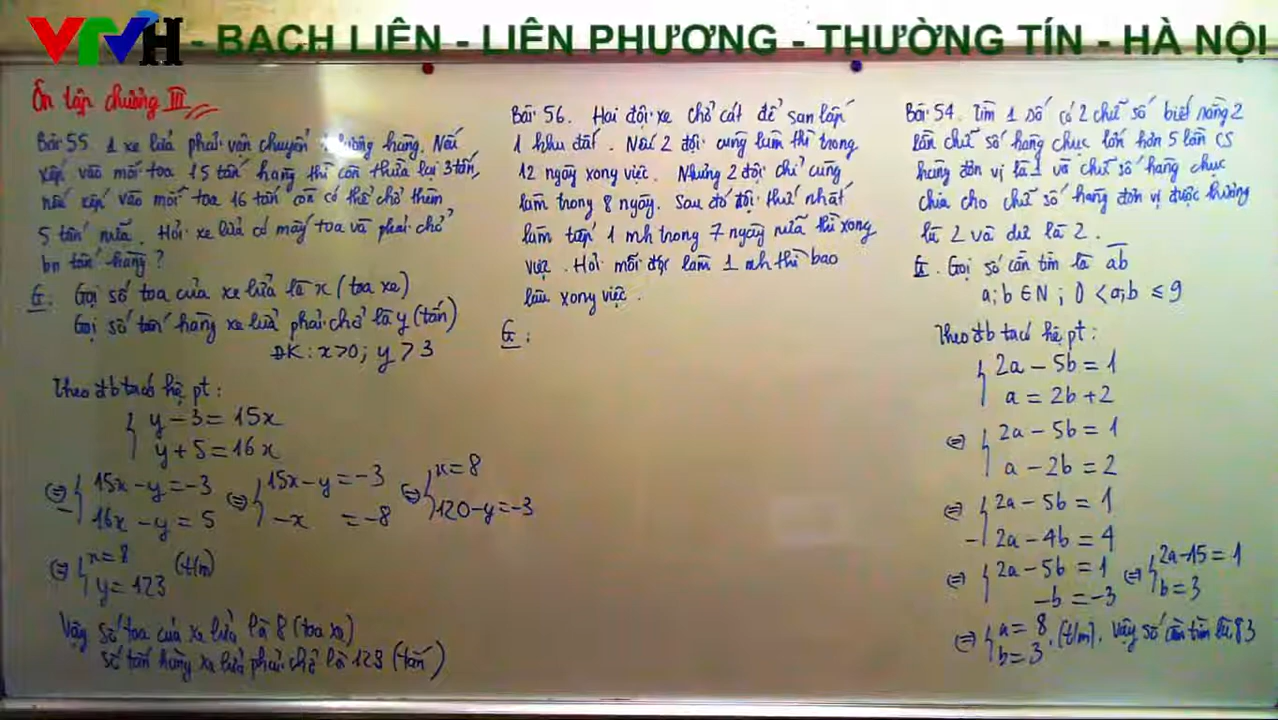 VTVH - BẠCH LIÊN - LIÊN PHƯƠNG - THƯỜNG TÍN - HÀ NỘI
Ôn tập chương III
Bài 55 1 xe lửa phải vận chuyển lượng hàng. Nếu
xếp vào mỗi toa 15 tấn hàng thì còn thừa lại 3 tấn,
nếu xếp vào mỗi toa 16 tấn còn có thể chở thêm
5 tấn nữa. Hỏi xe lửa có mấy toa và phải chở
bn tấn hàng?
G: Gọi số toa của xe lửa là x (toa xe)
Gọi số tấn hàng xe lửa phải chở là y (tấn)
ĐK: x>0; y > 3
Theo đb ta có hệ pt:
{ y − 3 = 15x
y + 5 = 16x
⇔ { 15x − y = −3 ⇔ { 15x − y = −3 ⇔ { x = 8
− 16x − y = 5 −x = −8 120 − y = −3
⇔ { x = 8 (t/m)
y = 123
Vậy số toa của xe lửa là 8 (toa xe)
số tấn hàng xe lửa phải chở là 123 (tấn)
Bài 56. Hai đội xe chở cát để san lấp
1 khu đất. Nếu 2 đội cùng làm thì trong
12 ngày xong việc. Nhưng 2 đội chỉ cùng
làm trong 8 ngày. Sau đó đội thứ nhất
làm tiếp 1 mh trong 7 ngày nữa thì xong
việc. Hỏi mỗi đội làm 1 mh thì bao
lâu xong việc.
G:
Bài 54. Tìm 1 số có 2 chữ số biết rằng 2
lần chữ số hàng chục lớn hơn 5 lần CS
hàng đơn vị là 1 và chữ số hàng chục
chia cho chữ số hàng đơn vị được thương
là 2 và dư là 2.
G. Gọi số cần tìm là a̅b̅
a; b ∈ N; 0 < a; b ≤ 9
Theo đb ta có hệ pt:
{ 2a − 5b = 1
a = 2b + 2
⇔ { 2a − 5b = 1
a − 2b = 2
⇔ { 2a − 5b = 1
− 2a − 4b = 4
⇔ { 2a − 5b = 1 ⇔ { 2a − 15 = 1
−b = −3 b = 3
⇔ { a = 8 (t/m). Vậy số cần tìm là 83
b = 3